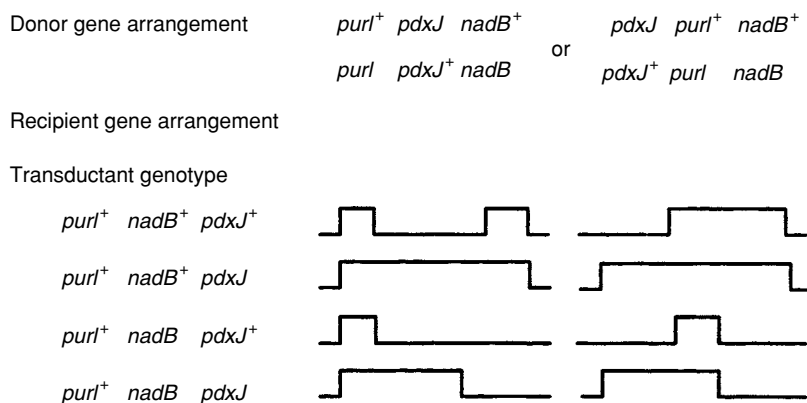 Donor gene arrangement purI⁺ pdxJ nadB⁺ or pdxJ purI⁺ nadB⁺
purI pdxJ⁺ nadB pdxJ⁺ purI nadB
Recipient gene arrangement
Transductant genotype
purI⁺ nadB⁺ pdxJ⁺
purI⁺ nadB⁺ pdxJ
purI⁺ nadB pdxJ⁺
purI⁺ nadB pdxJ